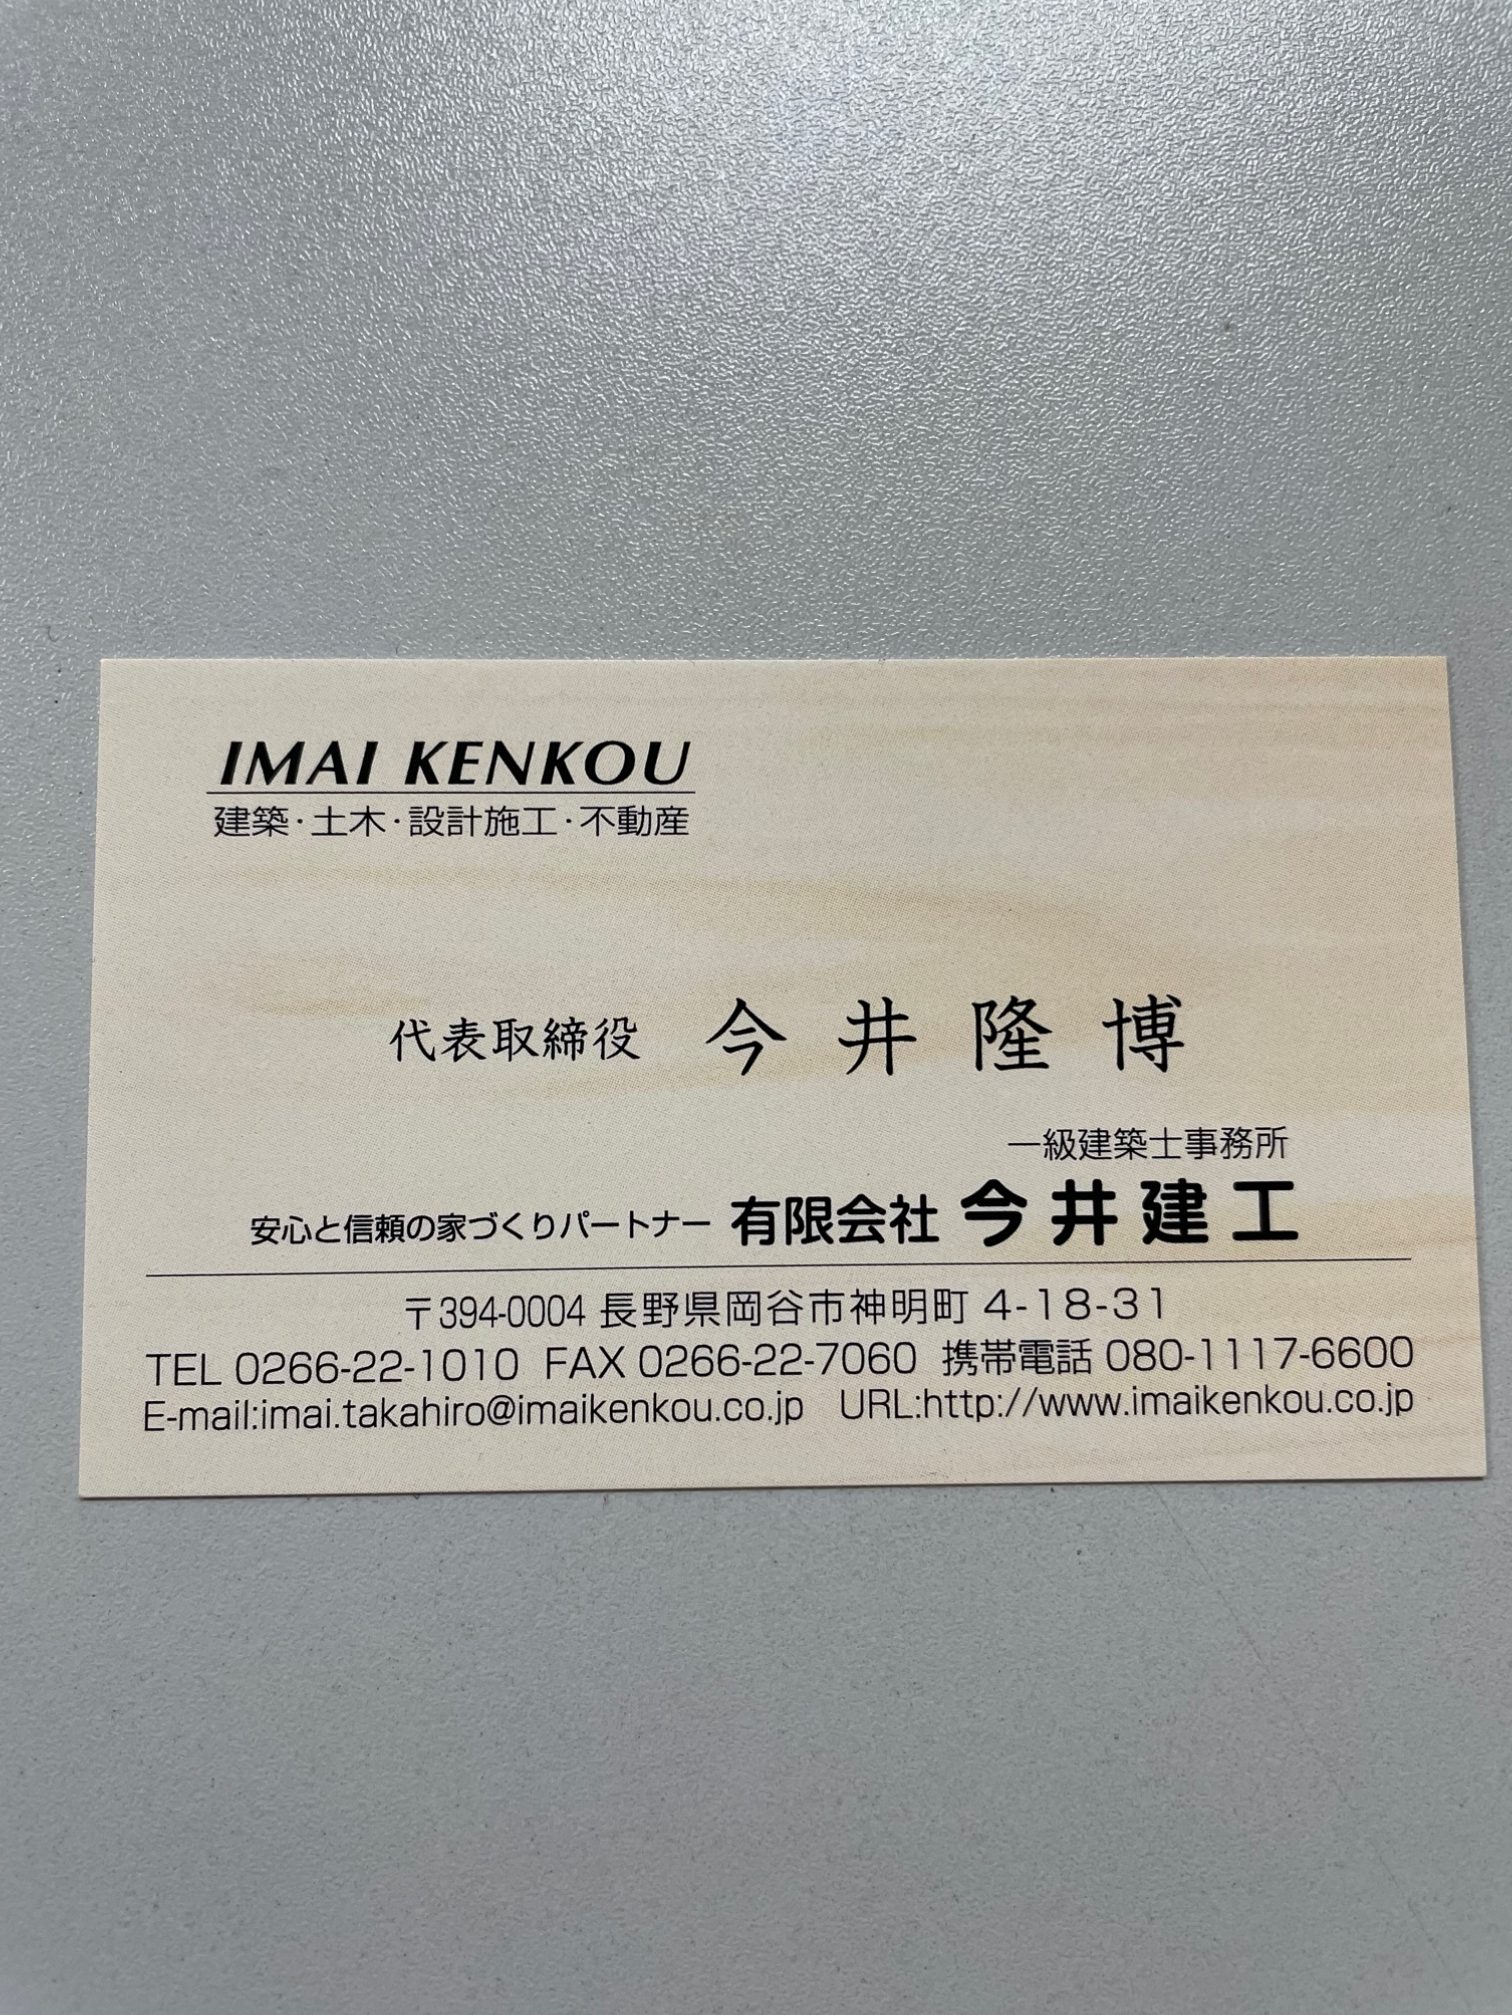 IMAI KENKOU
建築・土木・設計施工・不動産
代表取締役 今井隆博
一級建築士事務所
安心と信頼の家づくりパートナー 有限会社 今井建工
〒394-0004 長野県岡谷市神明町 4-18-31
TEL 0266-22-1010 FAX 0266-22-7060 携帯電話 080-1117-6600
E-mail:imai.takahiro@imaikenkou.co.jp URL:http://www.imaikenkou.co.jp